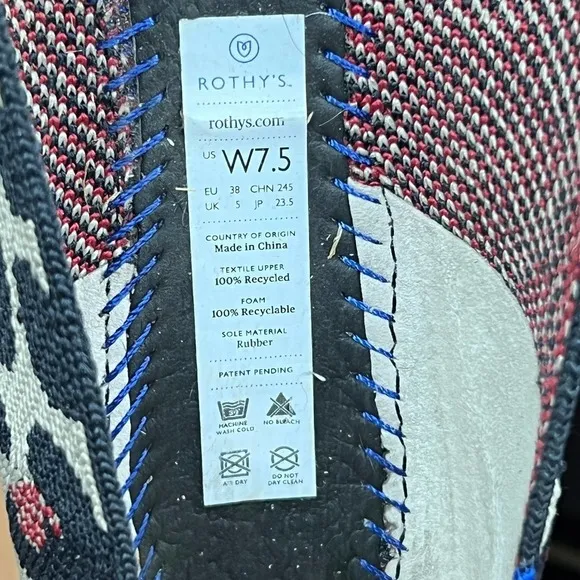 ROTHY'S™
rothys.com
US W7.5
EU 38 CHN 245
UK 5 JP 23.5
COUNTRY OF ORIGIN
Made in China
TEXTILE UPPER
100% Recycled
FOAM
100% Recyclable
SOLE MATERIAL
Rubber
PATENT PENDING
MACHINE WASH COLD
NO BLEACH
AIR DRY
DO NOT DAY CLEAN